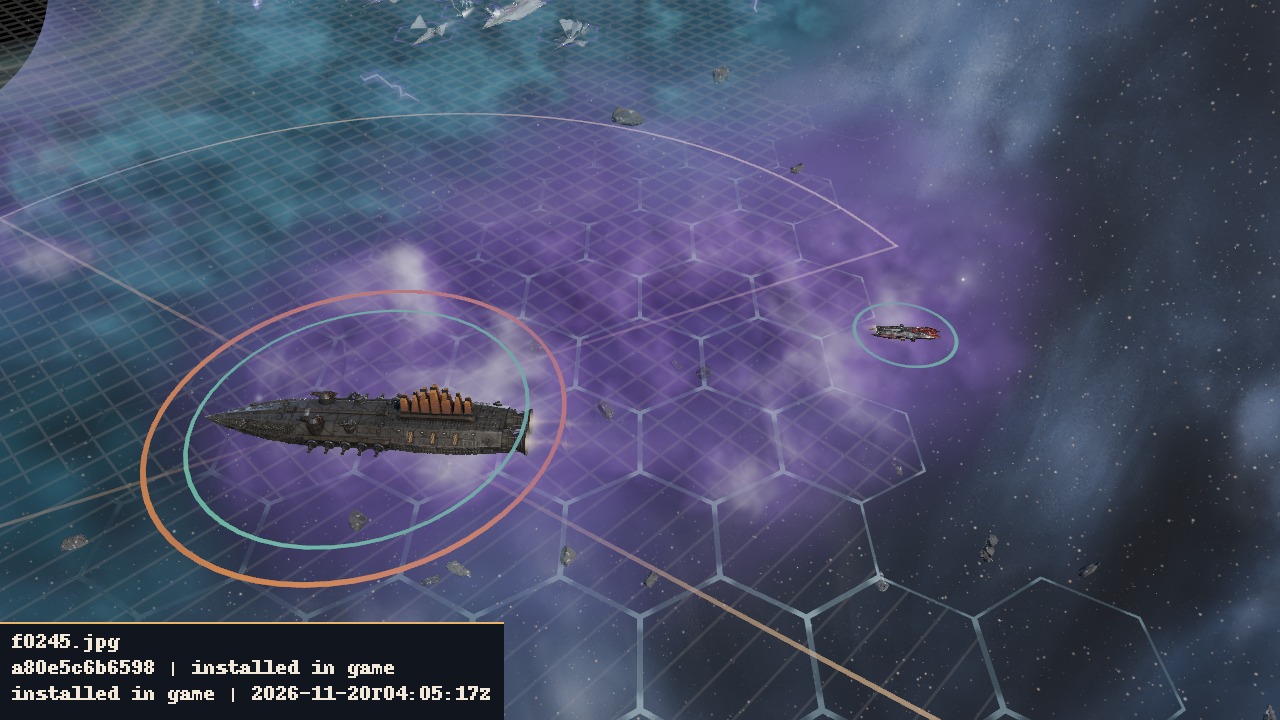 f0245.jpg
a80e5c6b6598 | installed in game
installed in game | 2026-11-20T04:05:17Z